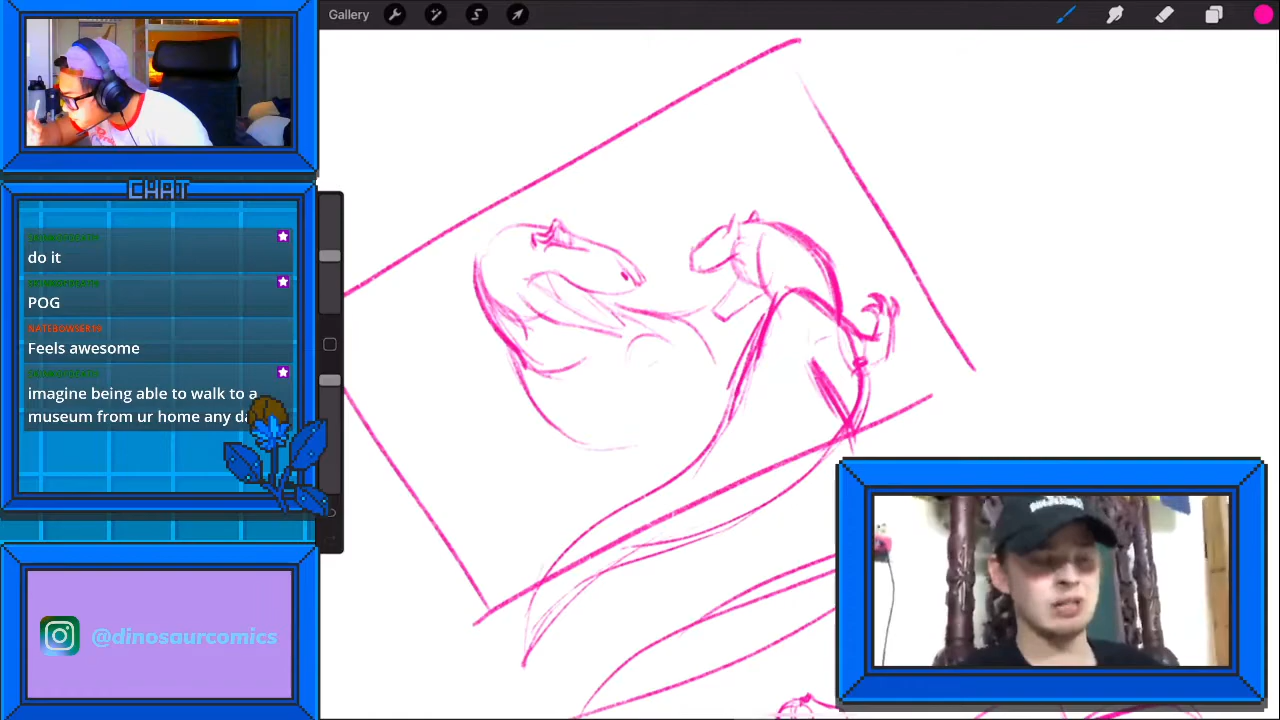 Gallery
CHAT
do it
POG
NATEBOWSER19
Feels awesome
imagine being able to walk to a
museum from ur home any
@dinosaurcomics